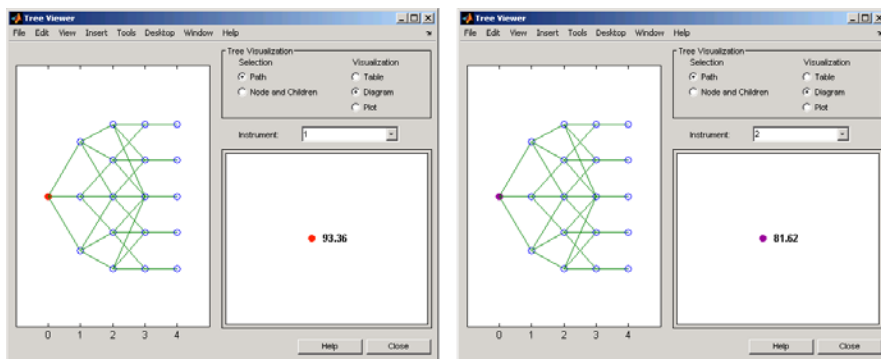 Tree Viewer
File Edit View Insert Tools Desktop Window Help
Tree Visualization
Selection Visualization
Path Table
Node and Children Diagram
Plot
Instrument: 1
93.36
0 1 2 3 4
Help Close
Tree Viewer
File Edit View Insert Tools Desktop Window Help
Tree Visualization
Selection Visualization
Path Table
Node and Children Diagram
Plot
Instrument: 2
81.62
0 1 2 3 4
Help Close